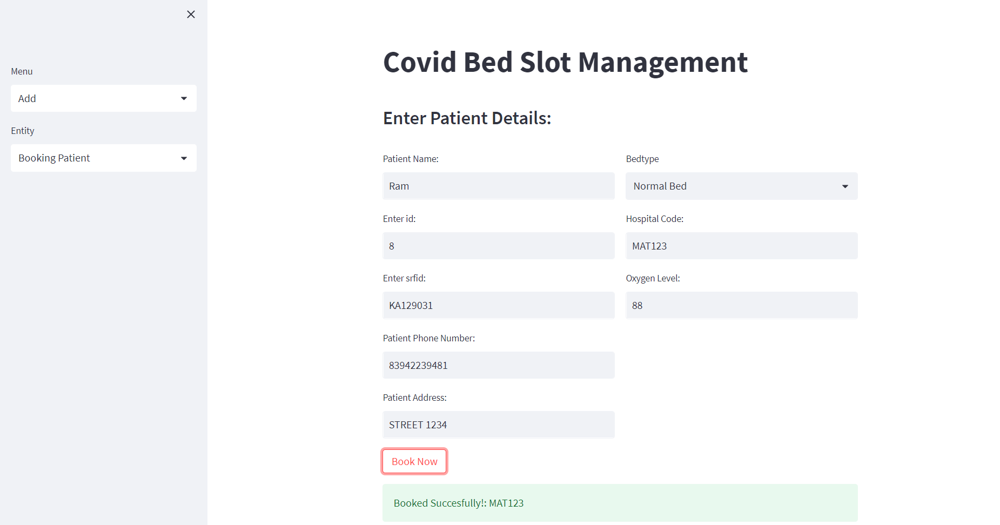 Menu
Add
Entity
Booking Patient
Covid Bed Slot Management
Enter Patient Details:
Patient Name:
Ram
Enter id:
8
Enter srfid:
KA129031
Patient Phone Number:
83942239481
Patient Address:
STREET 1234
Bedtype
Normal Bed
Hospital Code:
MAT123
Oxygen Level:
88
Book Now
Booked Succesfully!: MAT123